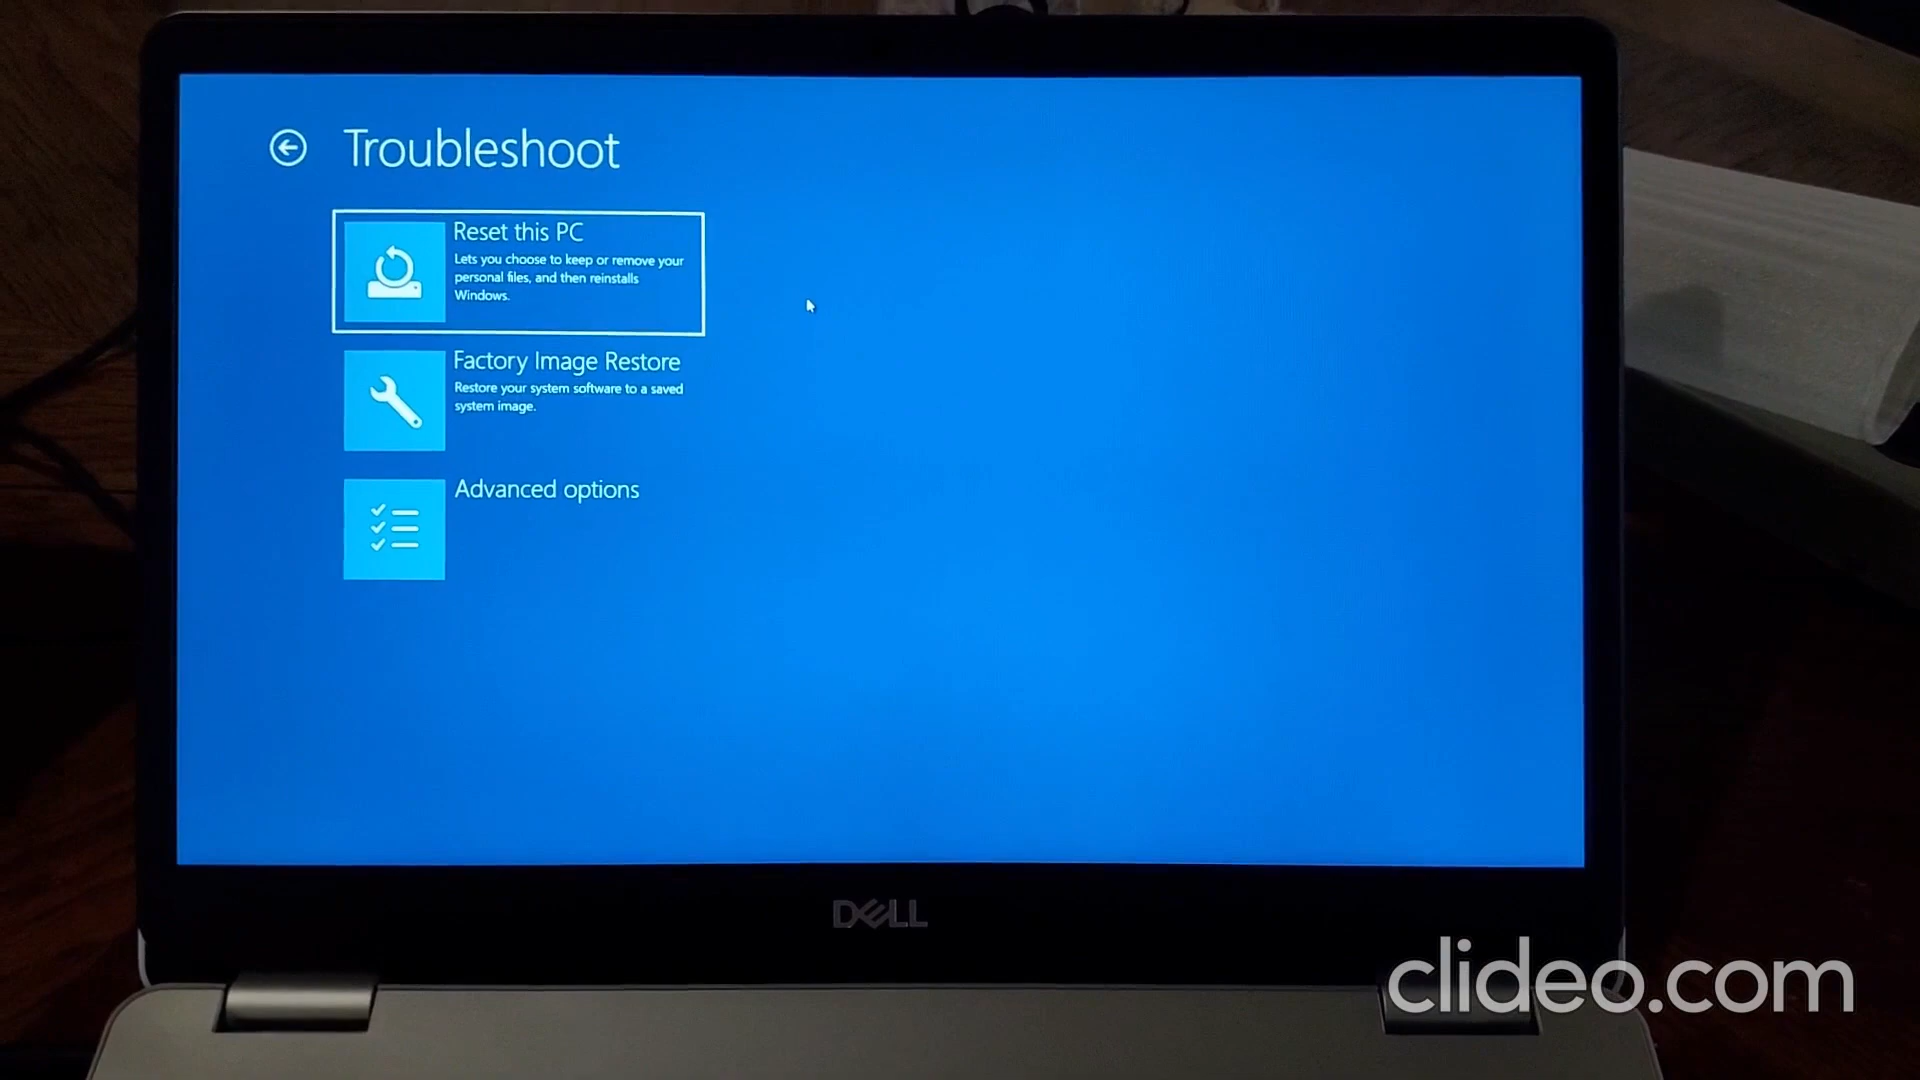 Troubleshoot
Reset this PC
Lets you choose to keep or remove your
personal files, and then reinstalls
Windows.
Factory Image Restore
Restore your system software to a saved
system image.
Advanced options
DELL
clideo.com